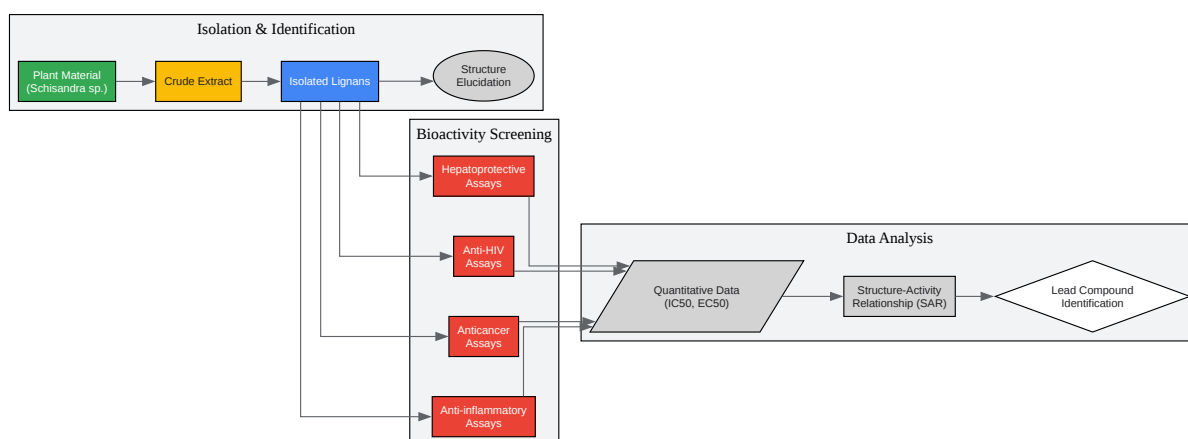 Isolation & Identification
Plant Material
(Schisandra sp.)
Crude Extract
Isolated Lignans
Structure
Elucidation
Bioactivity Screening
Hepatoprotective
Assays
Anti-HIV
Assays
Anticancer
Assays
Anti-inflammatory
Assays
Data Analysis
Quantitative Data
(IC50, EC50)
Structure-Activity
Relationship (SAR)
Lead Compound
Identification